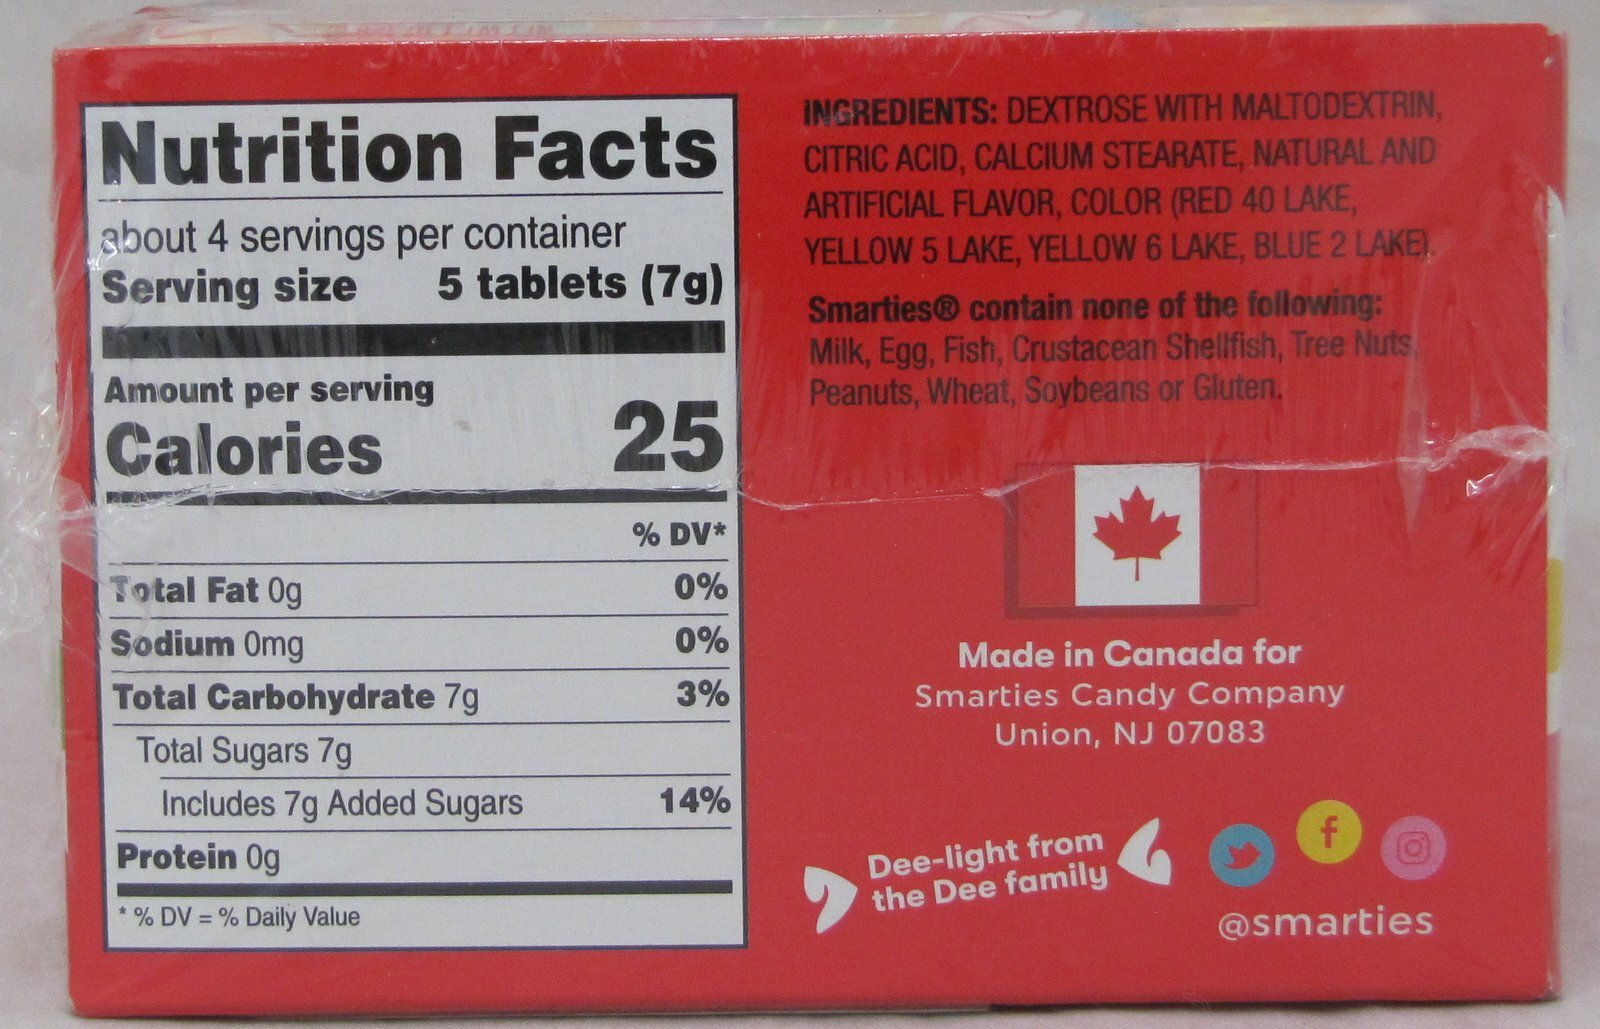 Nutrition Facts
about 4 servings per container
Serving size 5 tablets (7g)
Amount per serving
Calories 25
% DV*
Total Fat 0g 0%
Sodium 0mg 0%
Total Carbohydrate 7g 3%
Total Sugars 7g
Includes 7g Added Sugars 14%
Protein 0g
* % DV = % Daily Value
INGREDIENTS: DEXTROSE WITH MALTODEXTRIN,
CITRIC ACID, CALCIUM STEARATE, NATURAL AND
ARTIFICIAL FLAVOR, COLOR (RED 40 LAKE,
YELLOW 5 LAKE, YELLOW 6 LAKE, BLUE 2 LAKE).
Smarties® contain none of the following:
Milk, Egg, Fish, Crustacean Shellfish, Tree Nuts,
Peanuts, Wheat, Soybeans or Gluten.
Made in Canada for
Smarties Candy Company
Union, NJ 07083
Dee-light from
the Dee family
@smarties